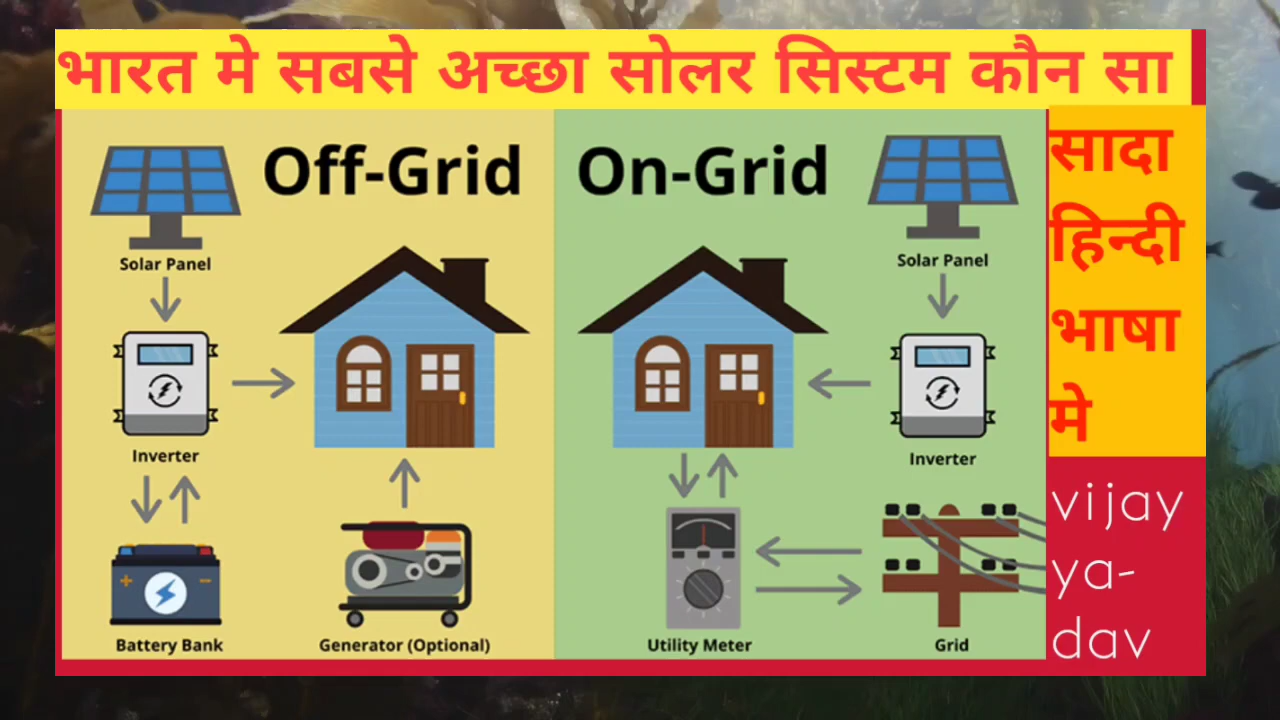 भारत मे सबसे अच्छा सोलर सिस्टम कौन सा
Off-Grid
Solar Panel
Inverter
Battery Bank
Generator (Optional)
On-Grid
Solar Panel
Inverter
Utility Meter
Grid
सादा
हिन्दी
भाषा
मे
vijay
ya-
dav